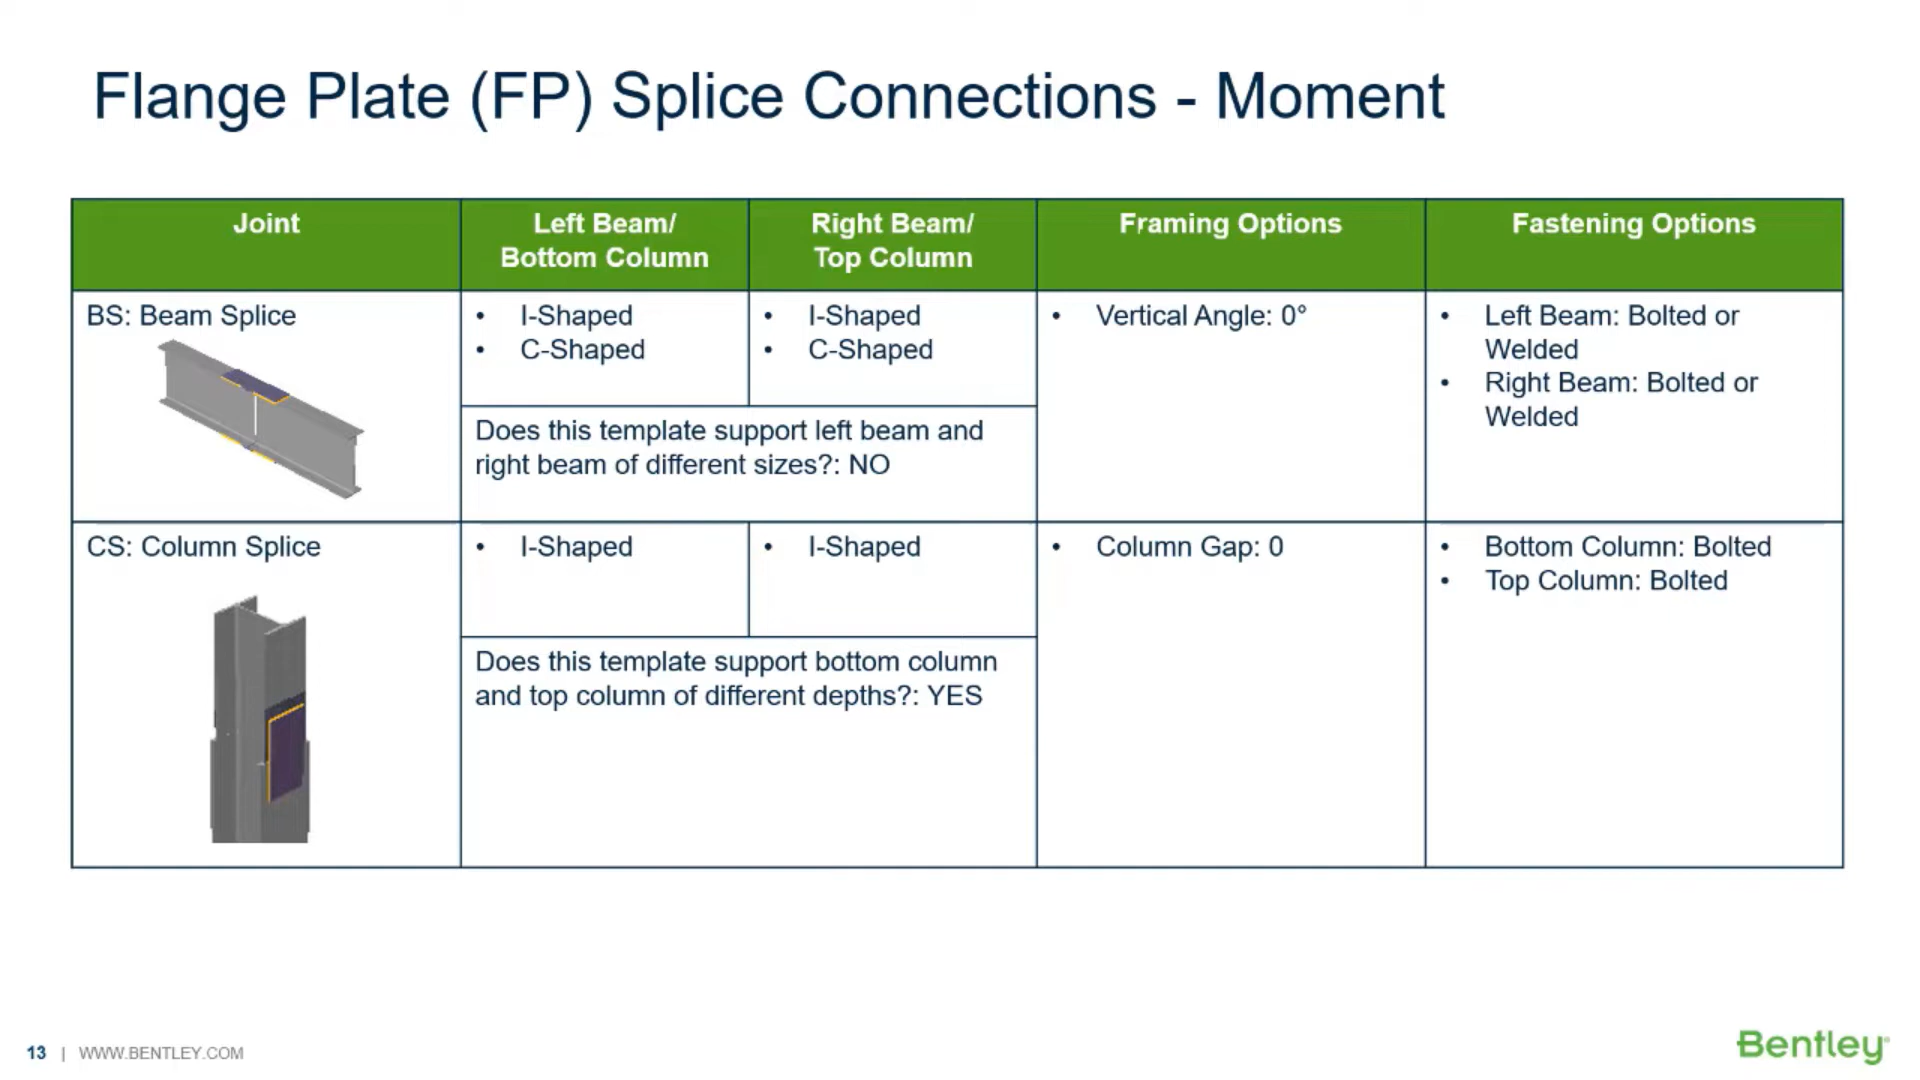 Flange Plate (FP) Splice Connections - Moment
Joint
Left Beam/
Bottom Column
Right Beam/
Top Column
Framing Options
Fastening Options
BS: Beam Splice
• I-Shaped
• C-Shaped
• I-Shaped
• C-Shaped
Does this template support left beam and
right beam of different sizes?: NO
• Vertical Angle: 0°
• Left Beam: Bolted or
Welded
• Right Beam: Bolted or
Welded
CS: Column Splice
• I-Shaped
• I-Shaped
Does this template support bottom column
and top column of different depths?: YES
• Column Gap: 0
• Bottom Column: Bolted
• Top Column: Bolted
13 | WWW.BENTLEY.COM
Bentley